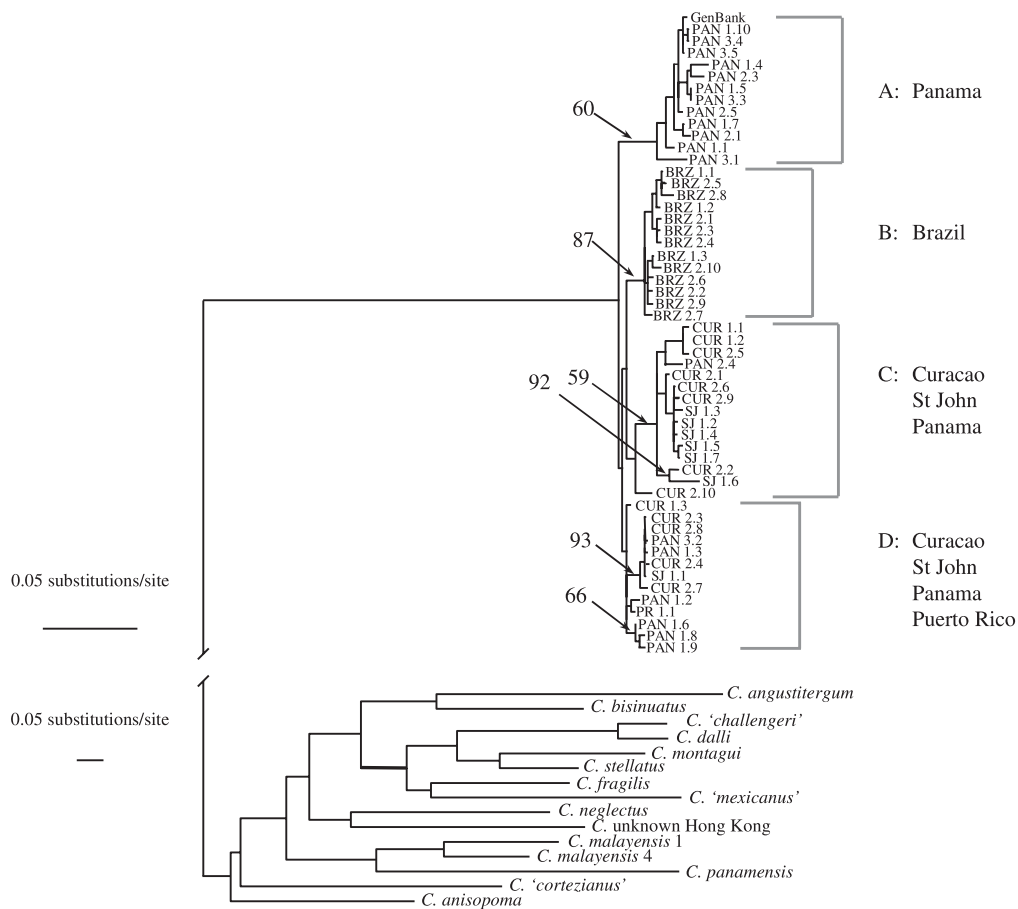 GenBank
PAN 1.10
PAN 3.4
PAN 3.5
PAN 1.4
PAN 2.3
PAN 1.5
PAN 3.3
PAN 2.5
PAN 1.7
PAN 2.1
PAN 1.1
PAN 3.1
60
A: Panama
BRZ 1.1
BRZ 2.5
BRZ 2.8
BRZ 1.2
BRZ 2.1
BRZ 2.3
BRZ 2.4
BRZ 1.3
BRZ 2.10
BRZ 2.6
BRZ 2.2
BRZ 2.9
BRZ 2.7
87
B: Brazil
CUR 1.1
CUR 1.2
CUR 2.5
PAN 2.4
CUR 2.1
CUR 2.6
CUR 2.9
SJ 1.3
SJ 1.2
SJ 1.4
SJ 1.5
SJ 1.7
CUR 2.2
SJ 1.6
CUR 2.10
92
59
C: Curacao
St John
Panama
CUR 1.3
CUR 2.3
CUR 2.8
PAN 3.2
PAN 1.3
CUR 2.4
SJ 1.1
CUR 2.7
PAN 1.2
PR 1.1
PAN 1.6
PAN 1.8
PAN 1.9
93
66
D: Curacao
St John
Panama
Puerto Rico
0.05 substitutions/site
0.05 substitutions/site
C. angustitergum
C. bisinuatus
C. ‘challengeri’
C. dalli
C. montagui
C. stellatus
C. fragilis
C. ‘mexicanus’
C. neglectus
C. unknown Hong Kong
C. malayensis 1
C. malayensis 4
C. panamensis
C. ‘cortezianus’
C. anisopoma